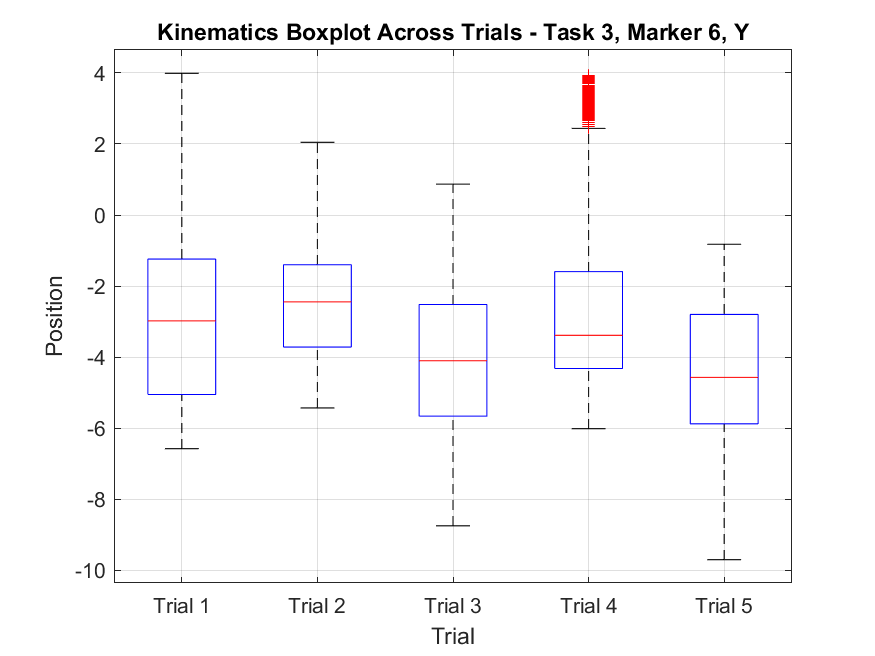 Kinematics Boxplot Across Trials - Task 3, Marker 6, Y
4
2
0
-2
-4
-6
-8
-10
Position
Trial 1 Trial 2 Trial 3 Trial 4 Trial 5
Trial